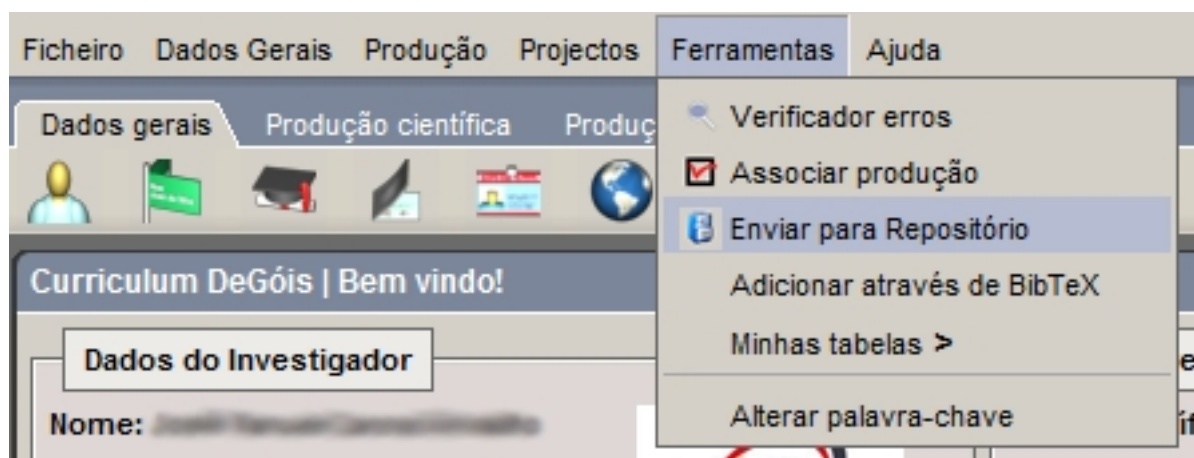 Ficheiro Dados Gerais Produção Projectos Ferramentas Ajuda
Dados gerais Produção científica
Verificador erros
Associar produção
Enviar para Repositório
Adicionar através de BibTeX
Minhas tabelas >
Alterar palavra-chave
Curriculum DeGóis | Bem vindo!
Dados do Investigador
Nome: